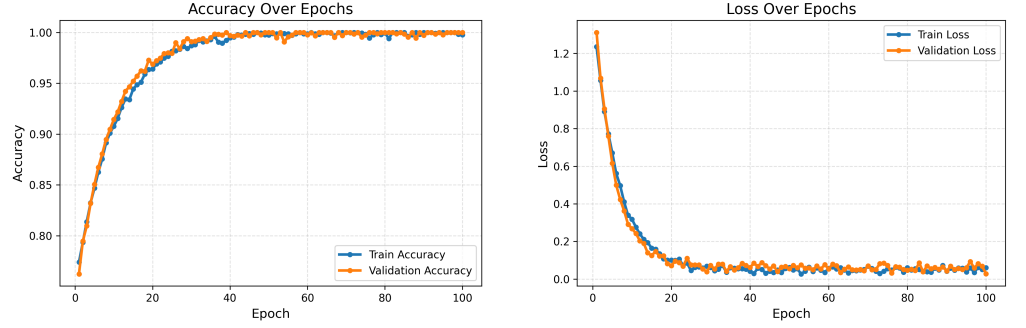 Accuracy Over Epochs
1.00
0.95
0.90
0.85
0.80
Accuracy
0 20 40 60 80 100
Epoch
Train Accuracy
Validation Accuracy
Loss Over Epochs
1.2
1.0
0.8
0.6
0.4
0.2
0.0
Loss
0 20 40 60 80 100
Epoch
Train Loss
Validation Loss